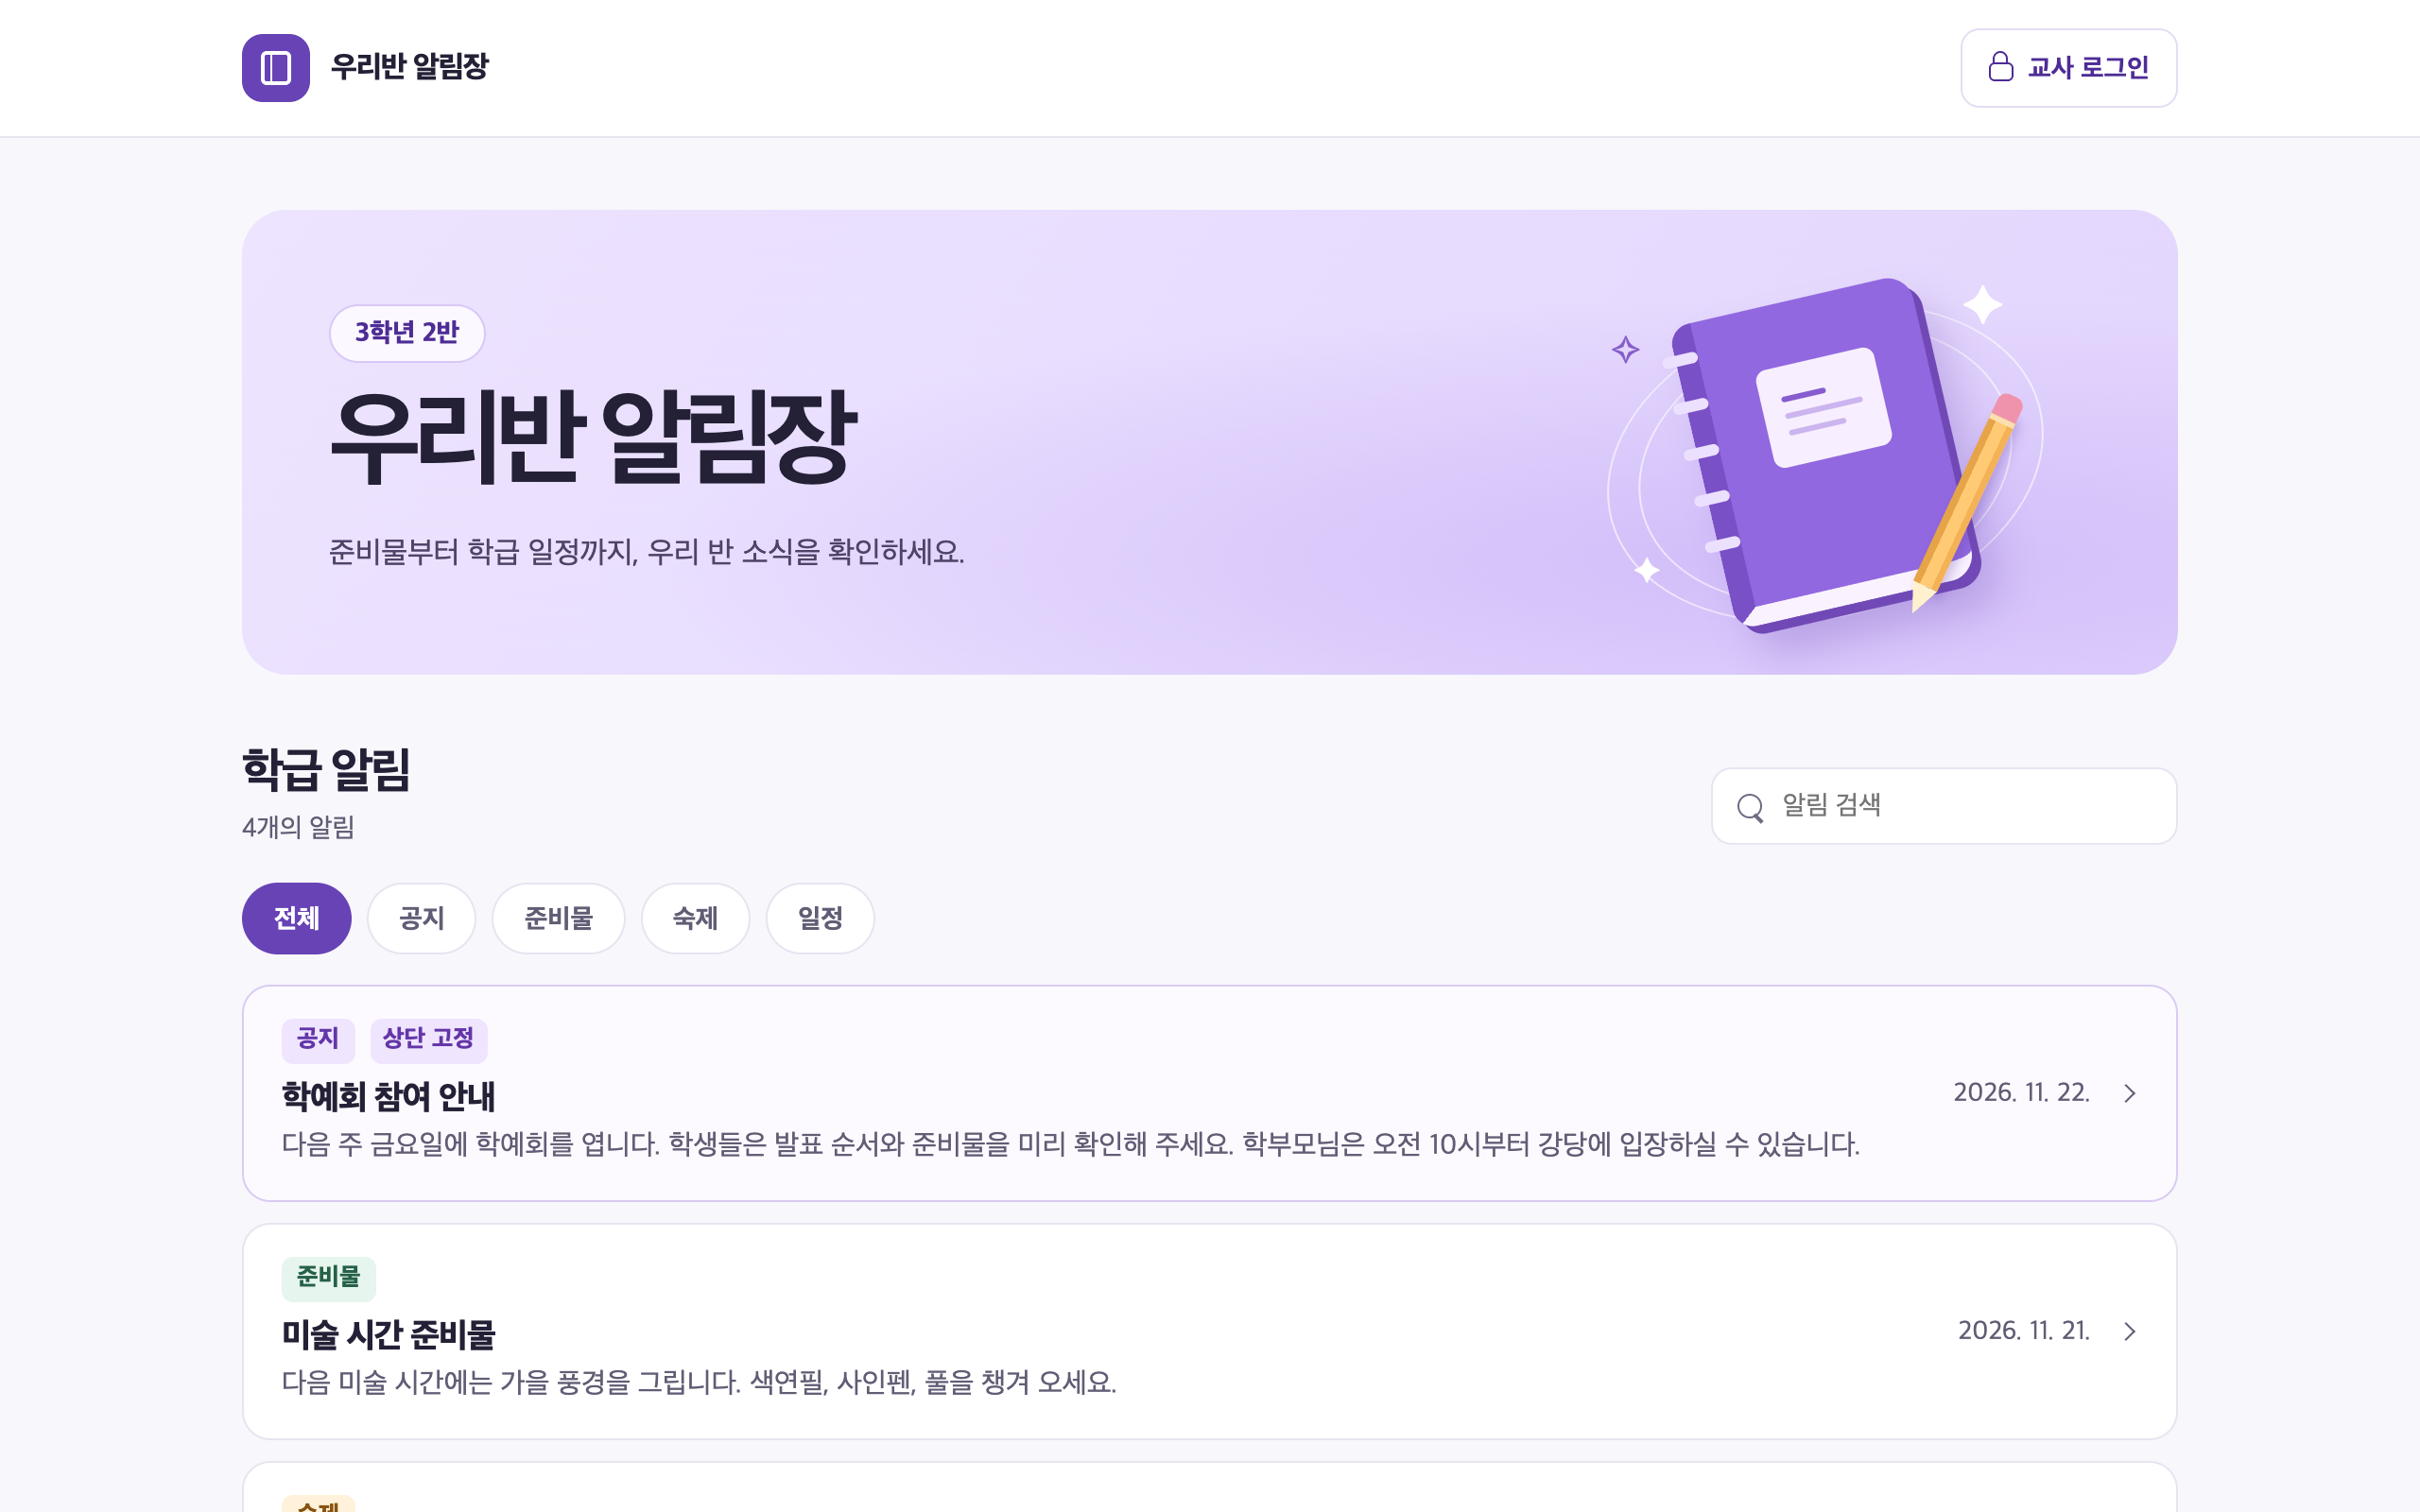 우리반 알림장
교사 로그인
3학년 2반
우리반 알림장
준비물부터 학급 일정까지, 우리 반 소식을 확인하세요.
학급 알림
4개의 알림
알림 검색
전체 공지 준비물 숙제 일정
공지 상단 고정
학예회 참여 안내
2026. 11. 22.
다음 주 금요일에 학예회를 엽니다. 학생들은 발표 순서와 준비물을 미리 확인해 주세요. 학부모님은 오전 10시부터 강당에 입장하실 수 있습니다.
준비물
미술 시간 준비물
2026. 11. 21.
다음 미술 시간에는 가을 풍경을 그립니다. 색연필, 사인펜, 풀을 챙겨 오세요.
숙제